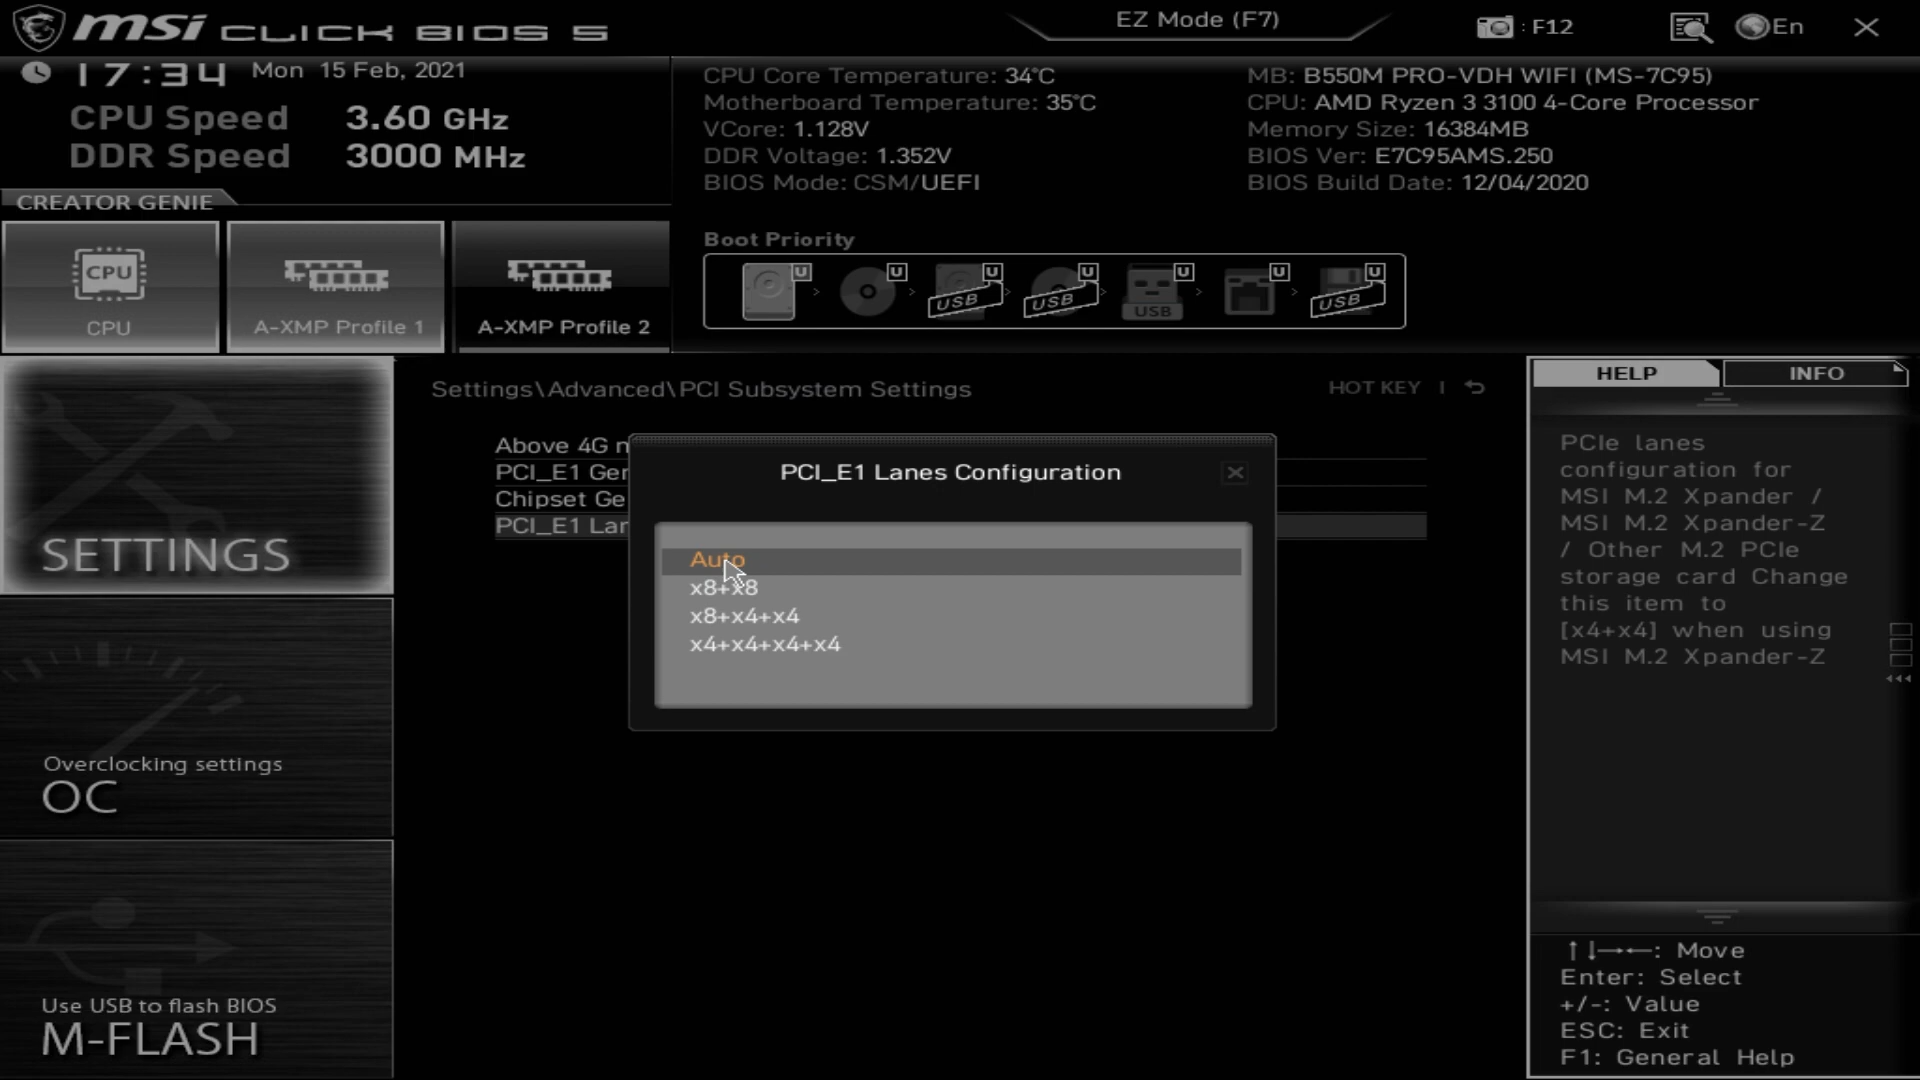 msi CLICK BIOS 5
EZ Mode (F7)
: F12
En
17:34 Mon 15 Feb, 2021
CPU Speed 3.60 GHz
DDR Speed 3000 MHz
CPU Core Temperature: 34°C
Motherboard Temperature: 35°C
VCore: 1.128V
DDR Voltage: 1.352V
BIOS Mode: CSM/UEFI
MB: B550M PRO-VDH WIFI (MS-7C95)
CPU: AMD Ryzen 3 3100 4-Core Processor
Memory Size: 16384MB
BIOS Ver: E7C95AMS.250
BIOS Build Date: 12/04/2020
CREATOR GENIE
CPU
CPU
A-XMP Profile 1
A-XMP Profile 2
Boot Priority
U U U U U U U
USB USB USB USB
SETTINGS
Overclocking settings
OC
Use USB to flash BIOS
M-FLASH
Settings\Advanced\PCI Subsystem Settings
HOT KEY |
Above 4G
PCI_E1
Chipset
PCI_E1
PCI_E1 Lanes Configuration
Auto
x8+x8
x8+x4+x4
x4+x4+x4+x4
HELP
INFO
PCIe lanes
configuration for
MSI M.2 Xpander /
MSI M.2 Xpander-Z
/ Other M.2 PCIe
storage card Change
this item to
[x4+x4] when using
MSI M.2 Xpander-Z
↑↓→←: Move
Enter: Select
+/-: Value
ESC: Exit
F1: General Help